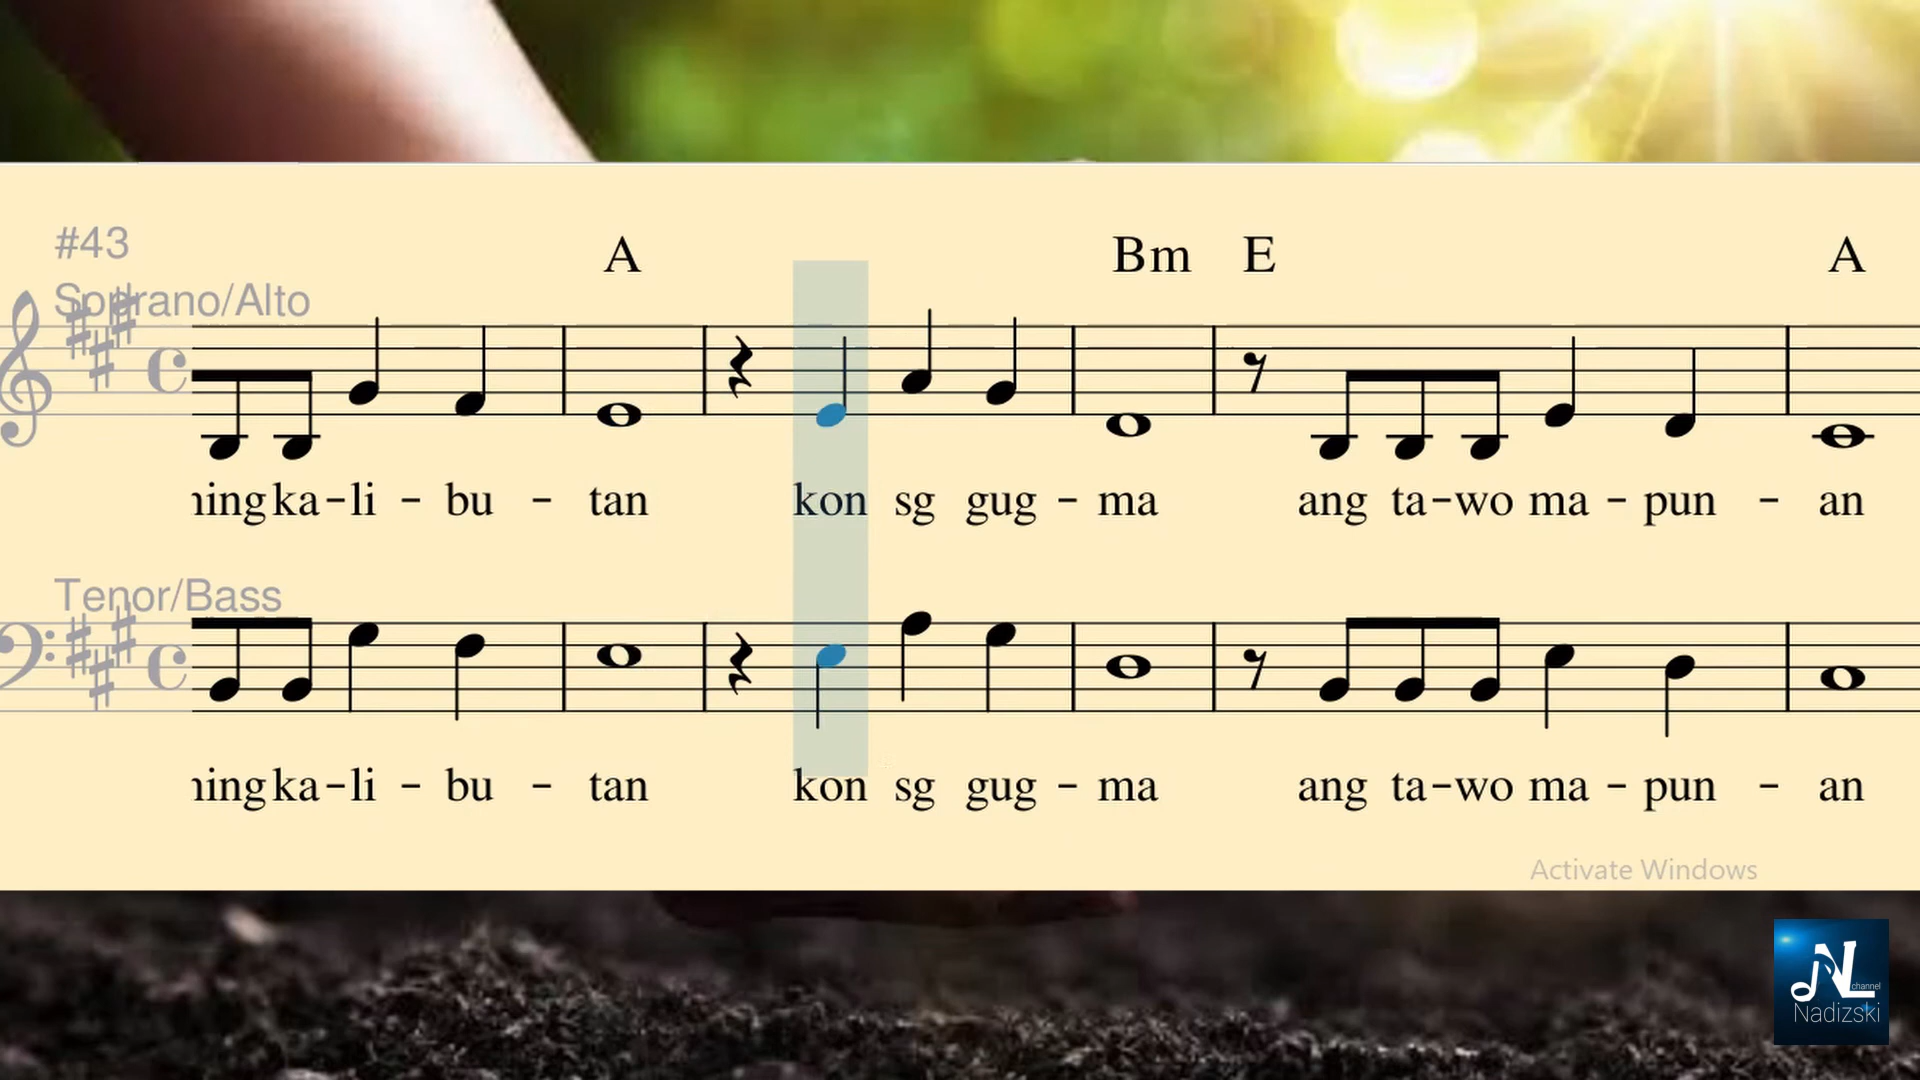 #43
A Bm E A
Soprano/Alto
ka-li - bu - tan kon sg gug - ma ang ta-wo ma - pun - an
Tenor/Bass
ka-li - bu - tan kon sg gug - ma ang ta-wo ma - pun - an
Activate Windows
NL channel
Nadizski